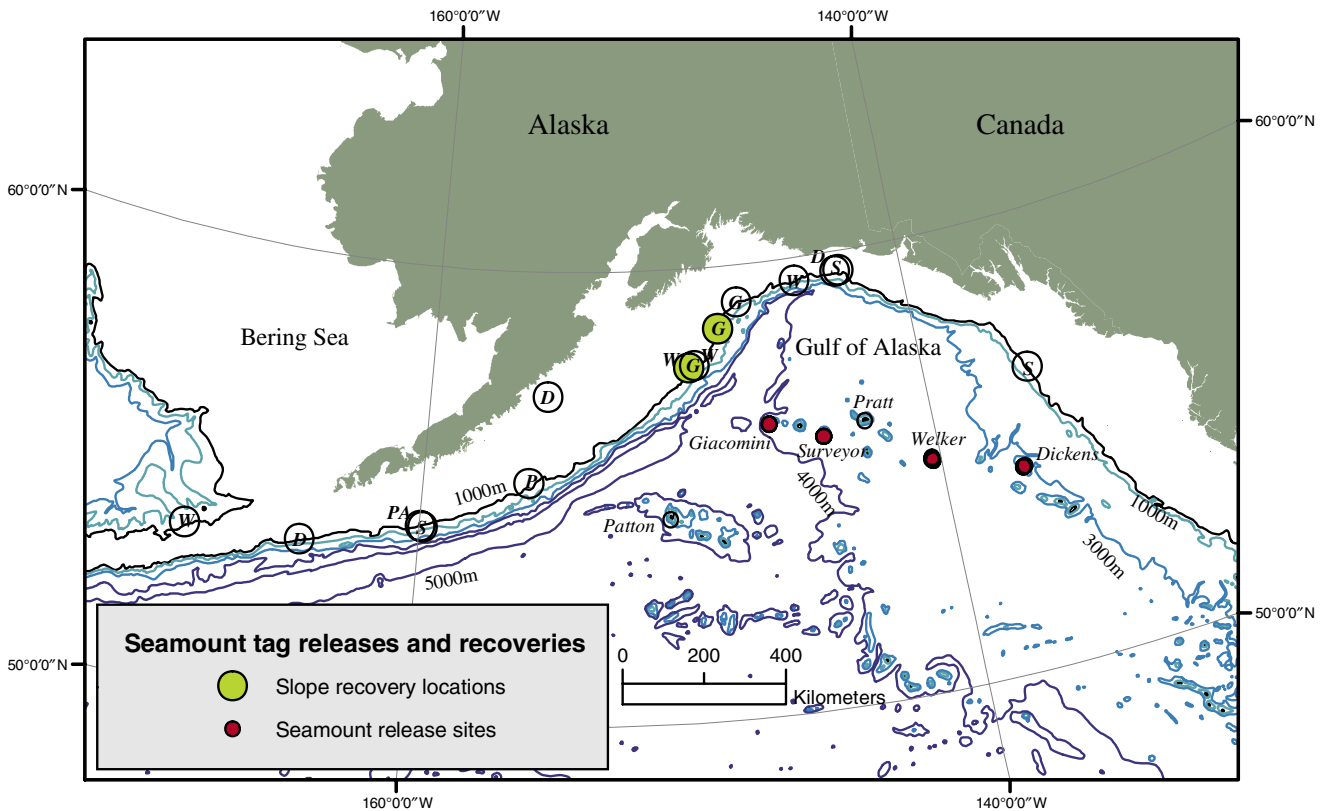 160°0'0"W
140°0'0"W
Alaska
Canada
60°0'0"N
60°0'0"N
D
S
W
G
Bering Sea
G
Gulf of Alaska
W
W
G
S
D
Pratt
Giacomini
Surveyor
Welker
Dickens
P
1000m
4000m
1000m
W
PA
S
Patton
D
3000m
5000m
50°0'0"N
Seamount tag releases and recoveries
0
200
400
50°0'0"N
Slope recovery locations
Kilometers
Seamount release sites
160°0'0"W
140°0'0"W